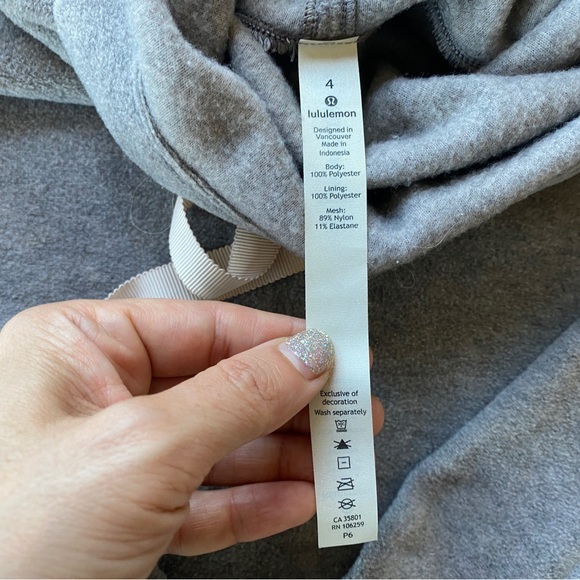 4
lululemon
Designed in
Vancouver
Made in
Indonesia
Body:
100% Polyester
Lining:
100% Polyester
Mesh:
89% Nylon
11% Elastane
Exclusive of
decoration
Wash separately
CA 35801
RN 106259
P6